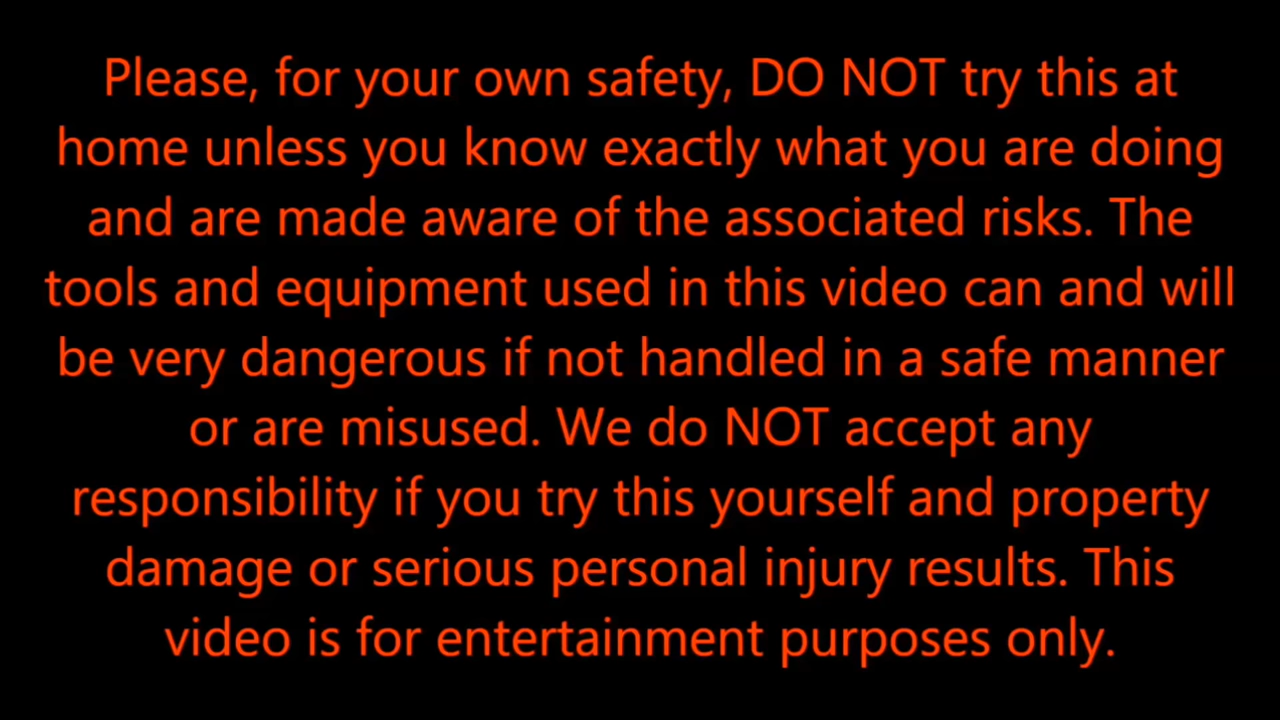 Please, for your own safety, DO NOT try this at
home unless you know exactly what you are doing
and are made aware of the associated risks. The
tools and equipment used in this video can and will
be very dangerous if not handled in a safe manner
or are misused. We do NOT accept any
responsibility if you try this yourself and property
damage or serious personal injury results. This
video is for entertainment purposes only.